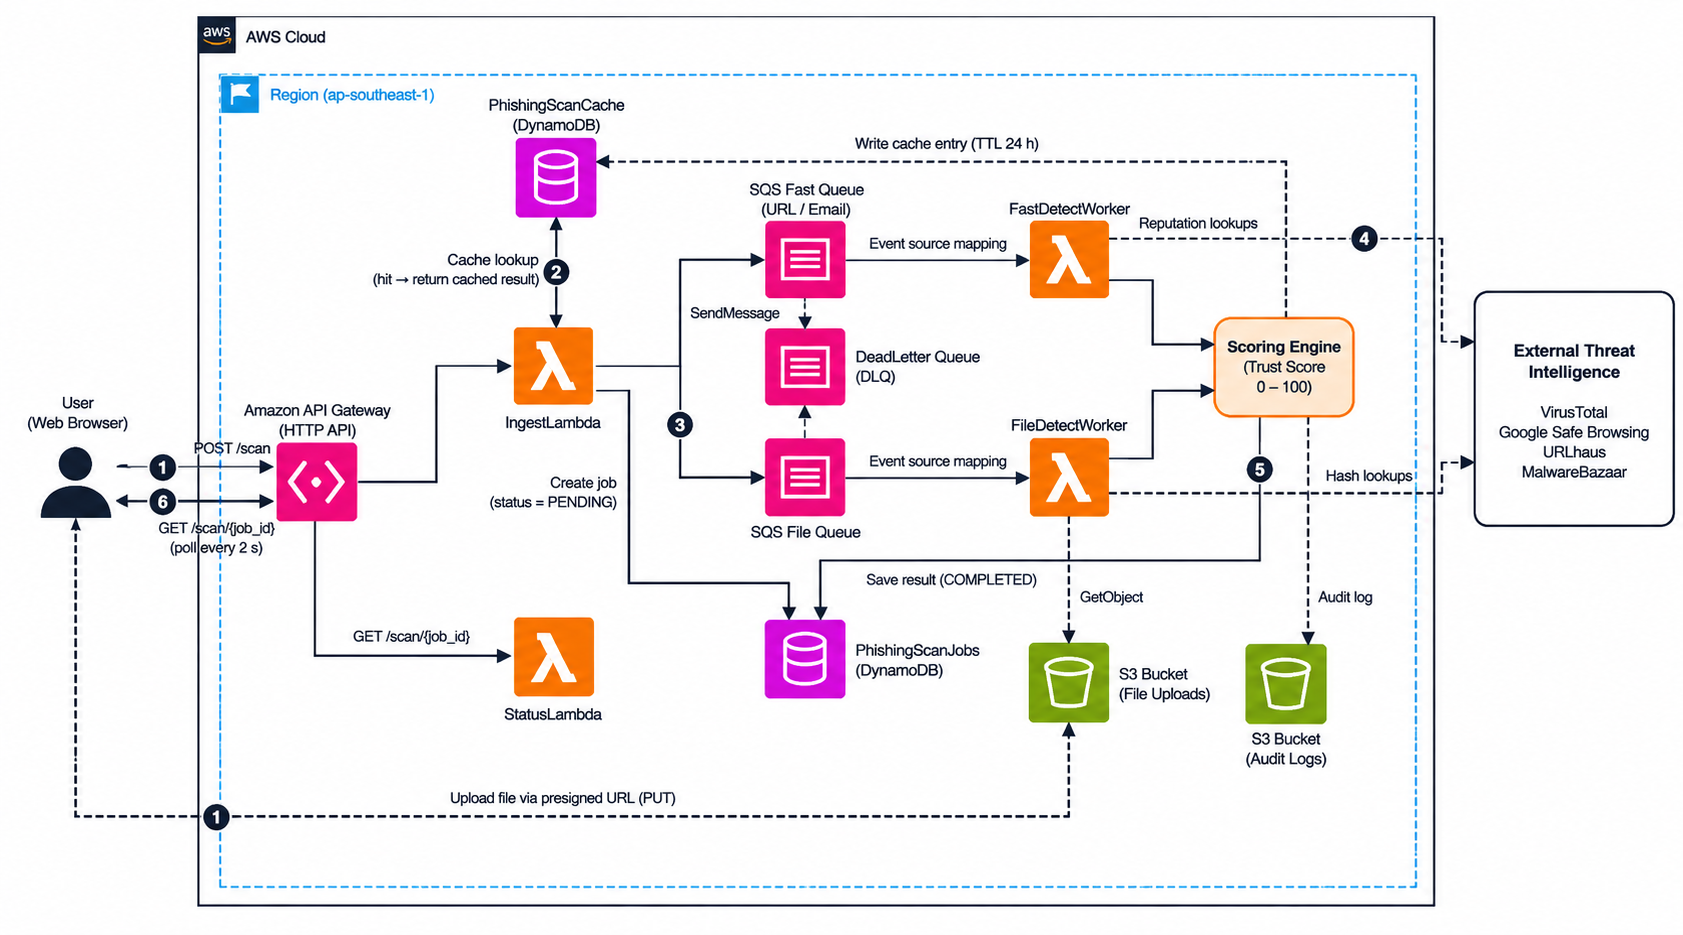 aws
AWS Cloud
Region (ap-southeast-1)
PhishingScanCache
(DynamoDB)
Write cache entry (TTL 24 h)
SQS Fast Queue
(URL / Email)
FastDetectWorker
Reputation lookups
4
Event source mapping
Cache lookup
(hit → return cached result)
2
SendMessage
Scoring Engine
(Trust Score
0 – 100)
External Threat
Intelligence
VirusTotal
Google Safe Browsing
URLhaus
MalwareBazaar
DeadLetter Queue
(DLQ)
User
(Web Browser)
Amazon API Gateway
(HTTP API)
IngestLambda
3
FileDetectWorker
POST /scan
1
Event source mapping
5
Hash lookups
Create job
(status = PENDING)
6
GET /scan/{job_id}
(poll every 2 s)
SQS File Queue
Save result (COMPLETED)
GetObject
Audit log
GET /scan/{job_id}
PhishingScanJobs
(DynamoDB)
S3 Bucket
(File Uploads)
StatusLambda
S3 Bucket
(Audit Logs)
Upload file via presigned URL (PUT)
1